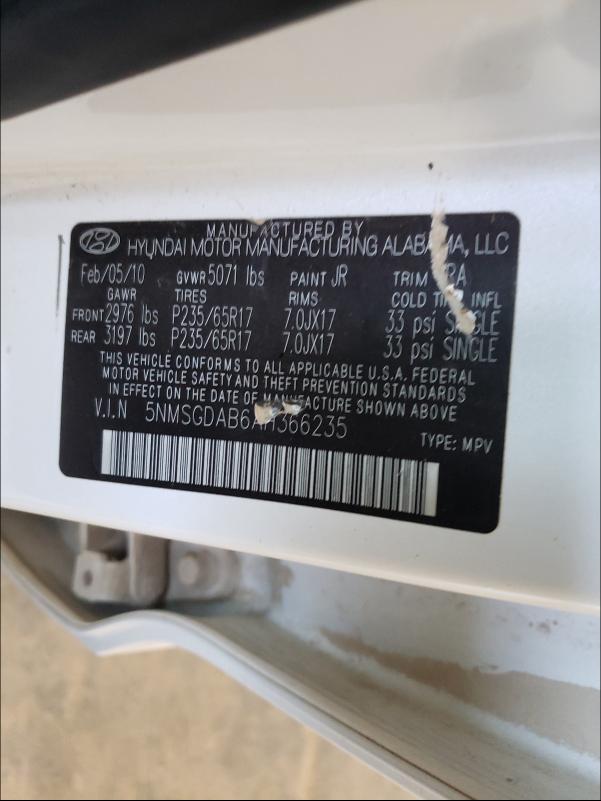 MANUFACTURED BY
HYUNDAI MOTOR MANUFACTURING ALABAMA, LLC
Feb/05/10 GVWR 5071 lbs PAINT JR TRIM
GAWR TIRES RIMS COLD TIRE INFL
FRONT 2976 lbs P235/65R17 7.0JX17 33 psi SINGLE
REAR 3197 lbs P235/65R17 7.0JX17 33 psi SINGLE
THIS VEHICLE CONFORMS TO ALL APPLICABLE U.S.A. FEDERAL
MOTOR VEHICLE SAFETY AND THEFT PREVENTION STANDARDS
IN EFFECT ON THE DATE OF MANUFACTURE SHOWN ABOVE.
V.I.N 5NMSGDAB6AH366235
TYPE: MPV